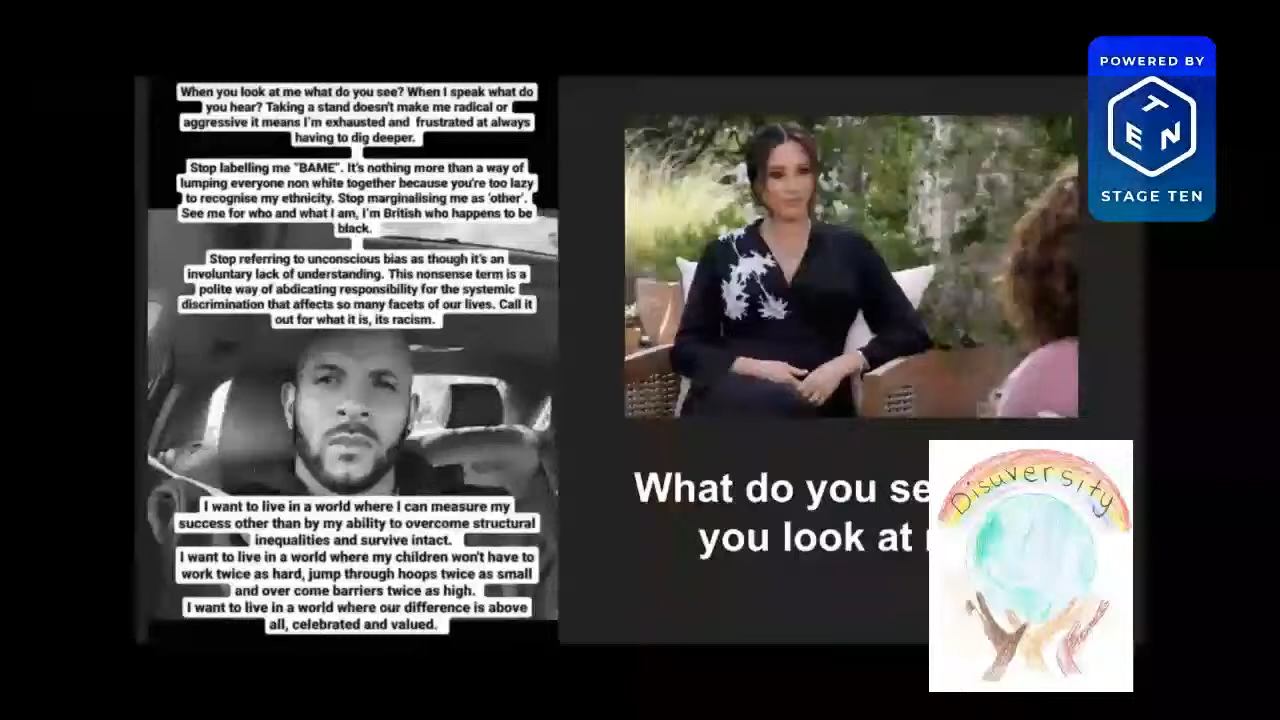 When you look at me what do you see? When I speak what do
you hear? Taking a stand doesn't make me radical or
aggressive it means I'm exhausted and frustrated at always
having to dig deeper.
Stop labelling me "BAME". It's nothing more than a way of
lumping everyone non white together because you're too lazy
to recognise my ethnicity. Stop marginalising me as 'other'.
See me for who and what I am, I'm British who happens to be
black.
Stop referring to unconscious bias as though it's an
involuntary lack of understanding. This nonsense term is a
polite way of abdicating responsibility for the systemic
discrimination that affects so many facets of our lives. Call it
out for what it is, its racism.
I want to live in a world where I can measure my
success other than by my ability to overcome structural
inequalities and survive intact.
I want to live in a world where my children won't have to
work twice as hard, jump through hoops twice as small
and over come barriers twice as high.
I want to live in a world where our difference is above
all, celebrated and valued.
What do you se
you look at
POWERED BY
TEN
STAGE TEN
Disuversity